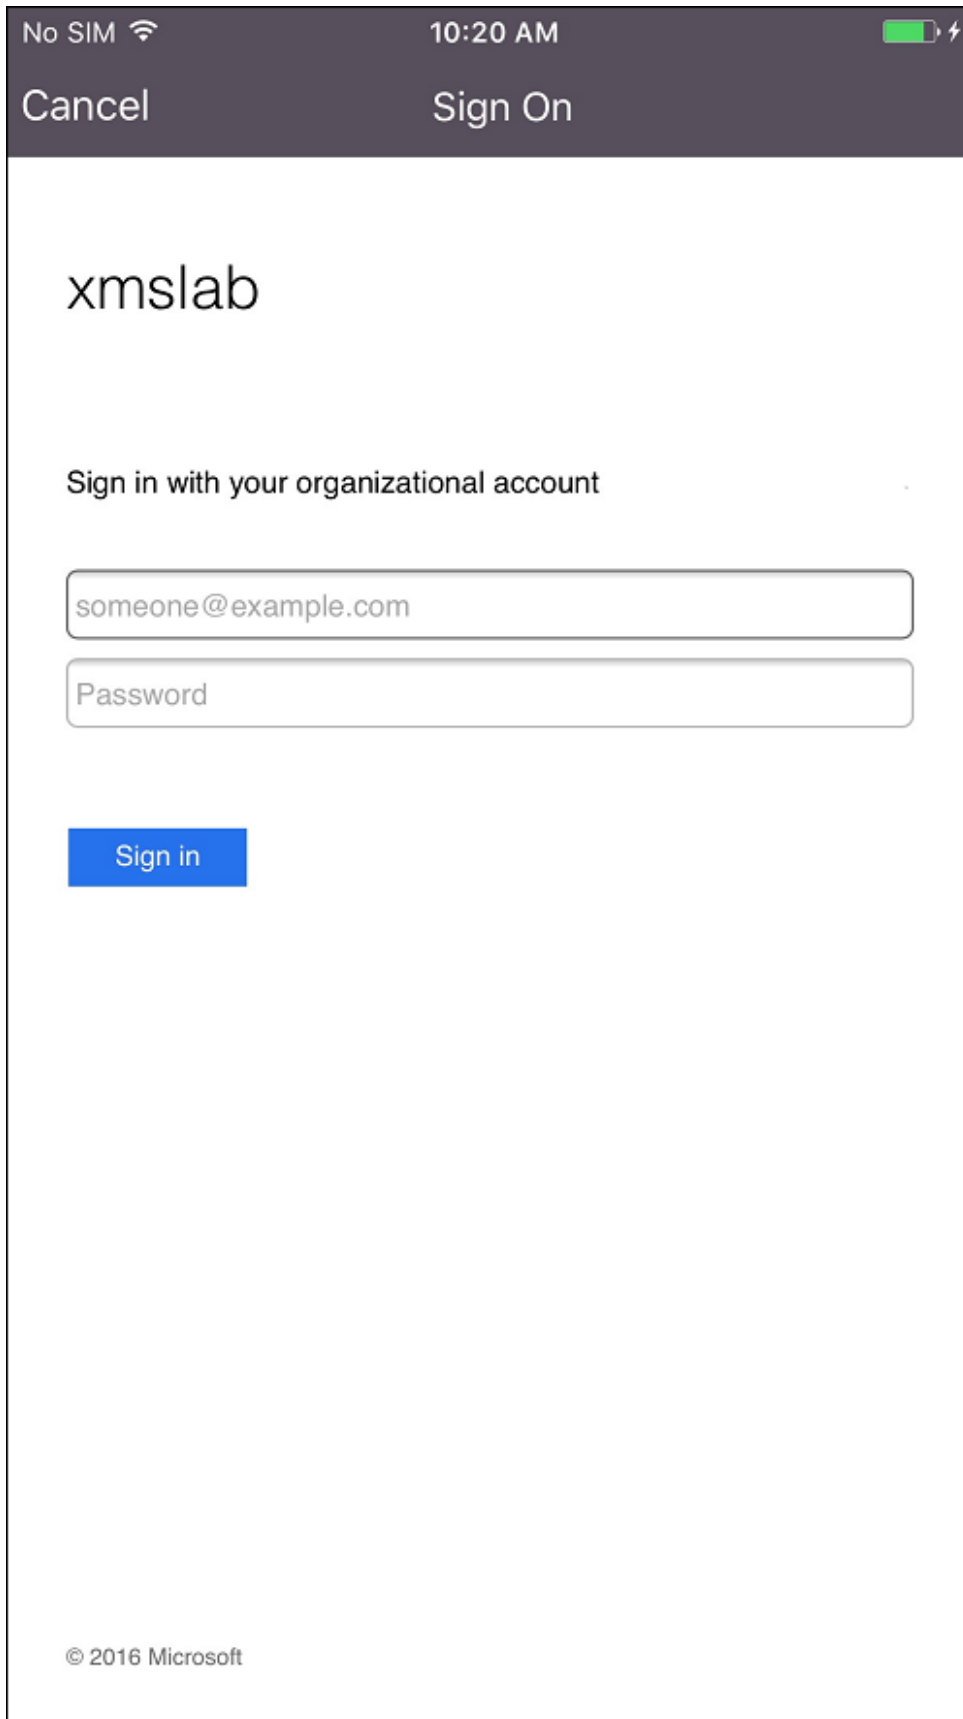 No SIM
10:20 AM
Cancel
Sign On
xmslab
Sign in with your organizational account
someone@example.com
Password
Sign in
© 2016 Microsoft